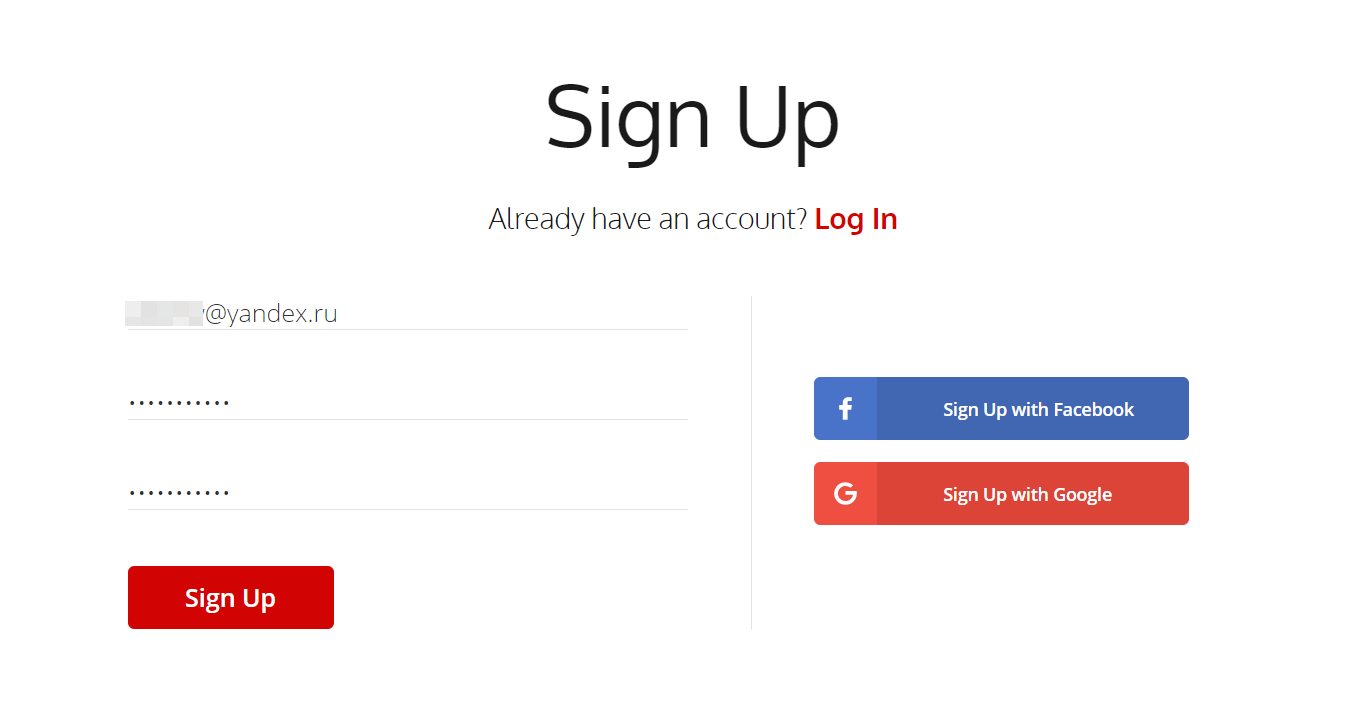 Sign Up
Already have an account? Log In
@yandex.ru
...........
...........
Sign Up
Sign Up with Facebook
Sign Up with Google